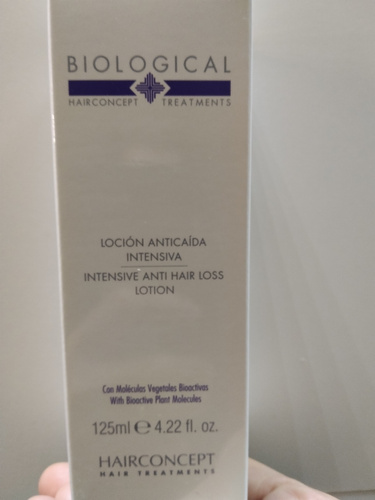 BIOLOGICAL
HAIRCONCEPT TREATMENTS
LOCIÓN ANTICAÍDA
INTENSIVA
INTENSIVE ANTI HAIR LOSS
LOTION
Con Moléculas Vegetales Bioactivas
With Bioactive Plant Molecules
125ml ℮ 4.22 fl. oz.
HAIRCONCEPT
HAIR TREATMENTS